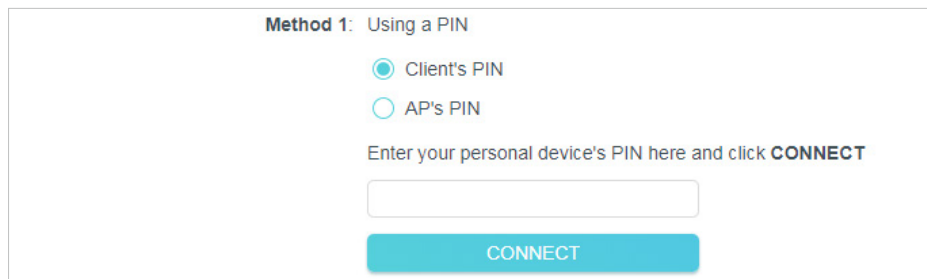 Method 1: Using a PIN
Client's PIN
AP's PIN
Enter your personal device's PIN here and click CONNECT
CONNECT